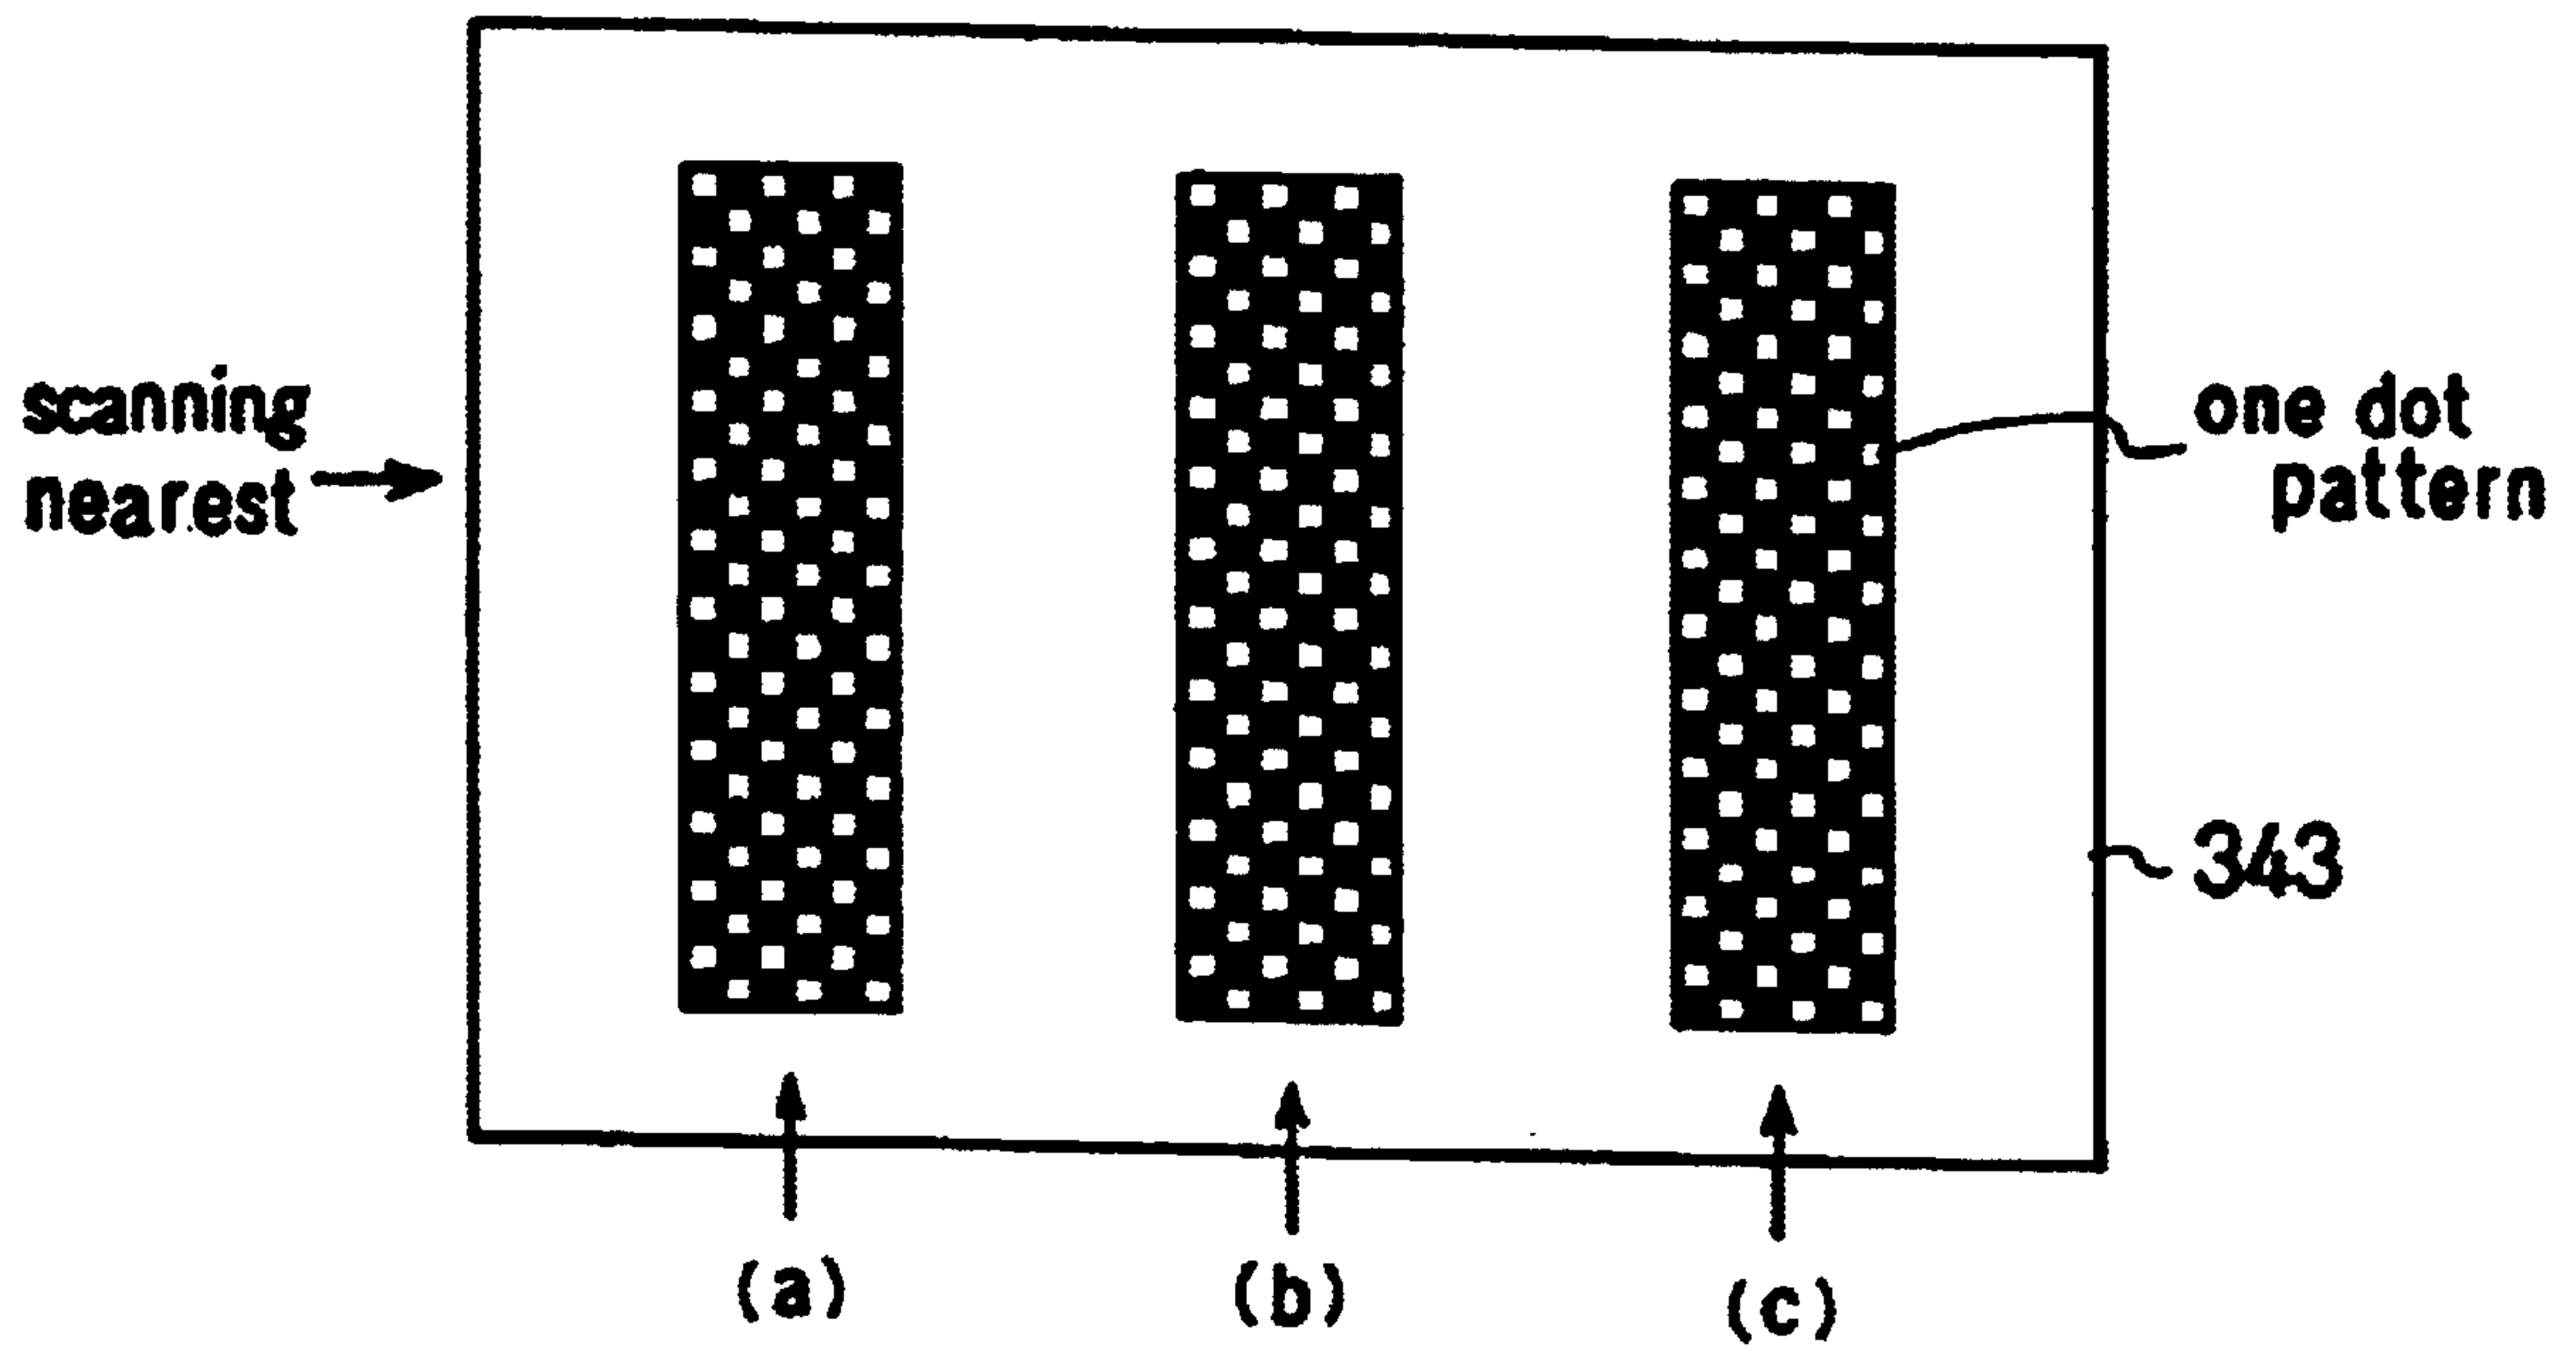 scanning
nearest
one dot
pattern
343
(a)
(b)
(c)